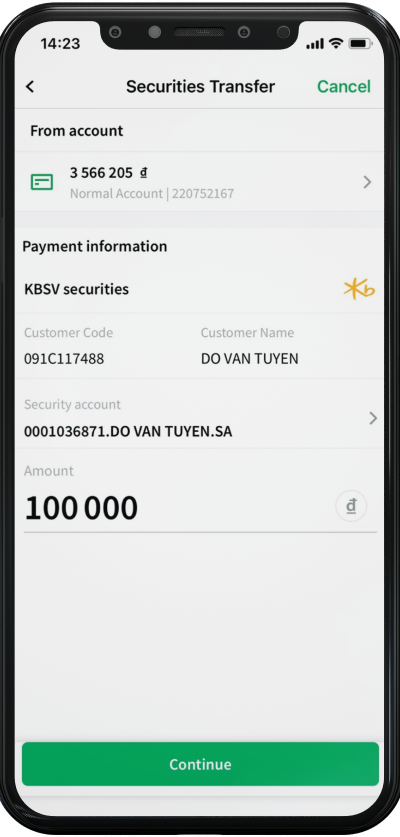 14:23
Securities Transfer
Cancel
From account
3 566 205 ₫
Normal Account | 220752167
Payment information
KBSV securities
Kb
Customer Code
Customer Name
091C117488
DO VAN TUYEN
Security account
0001036871.DO VAN TUYEN.SA
Amount
100 000
₫
Continue